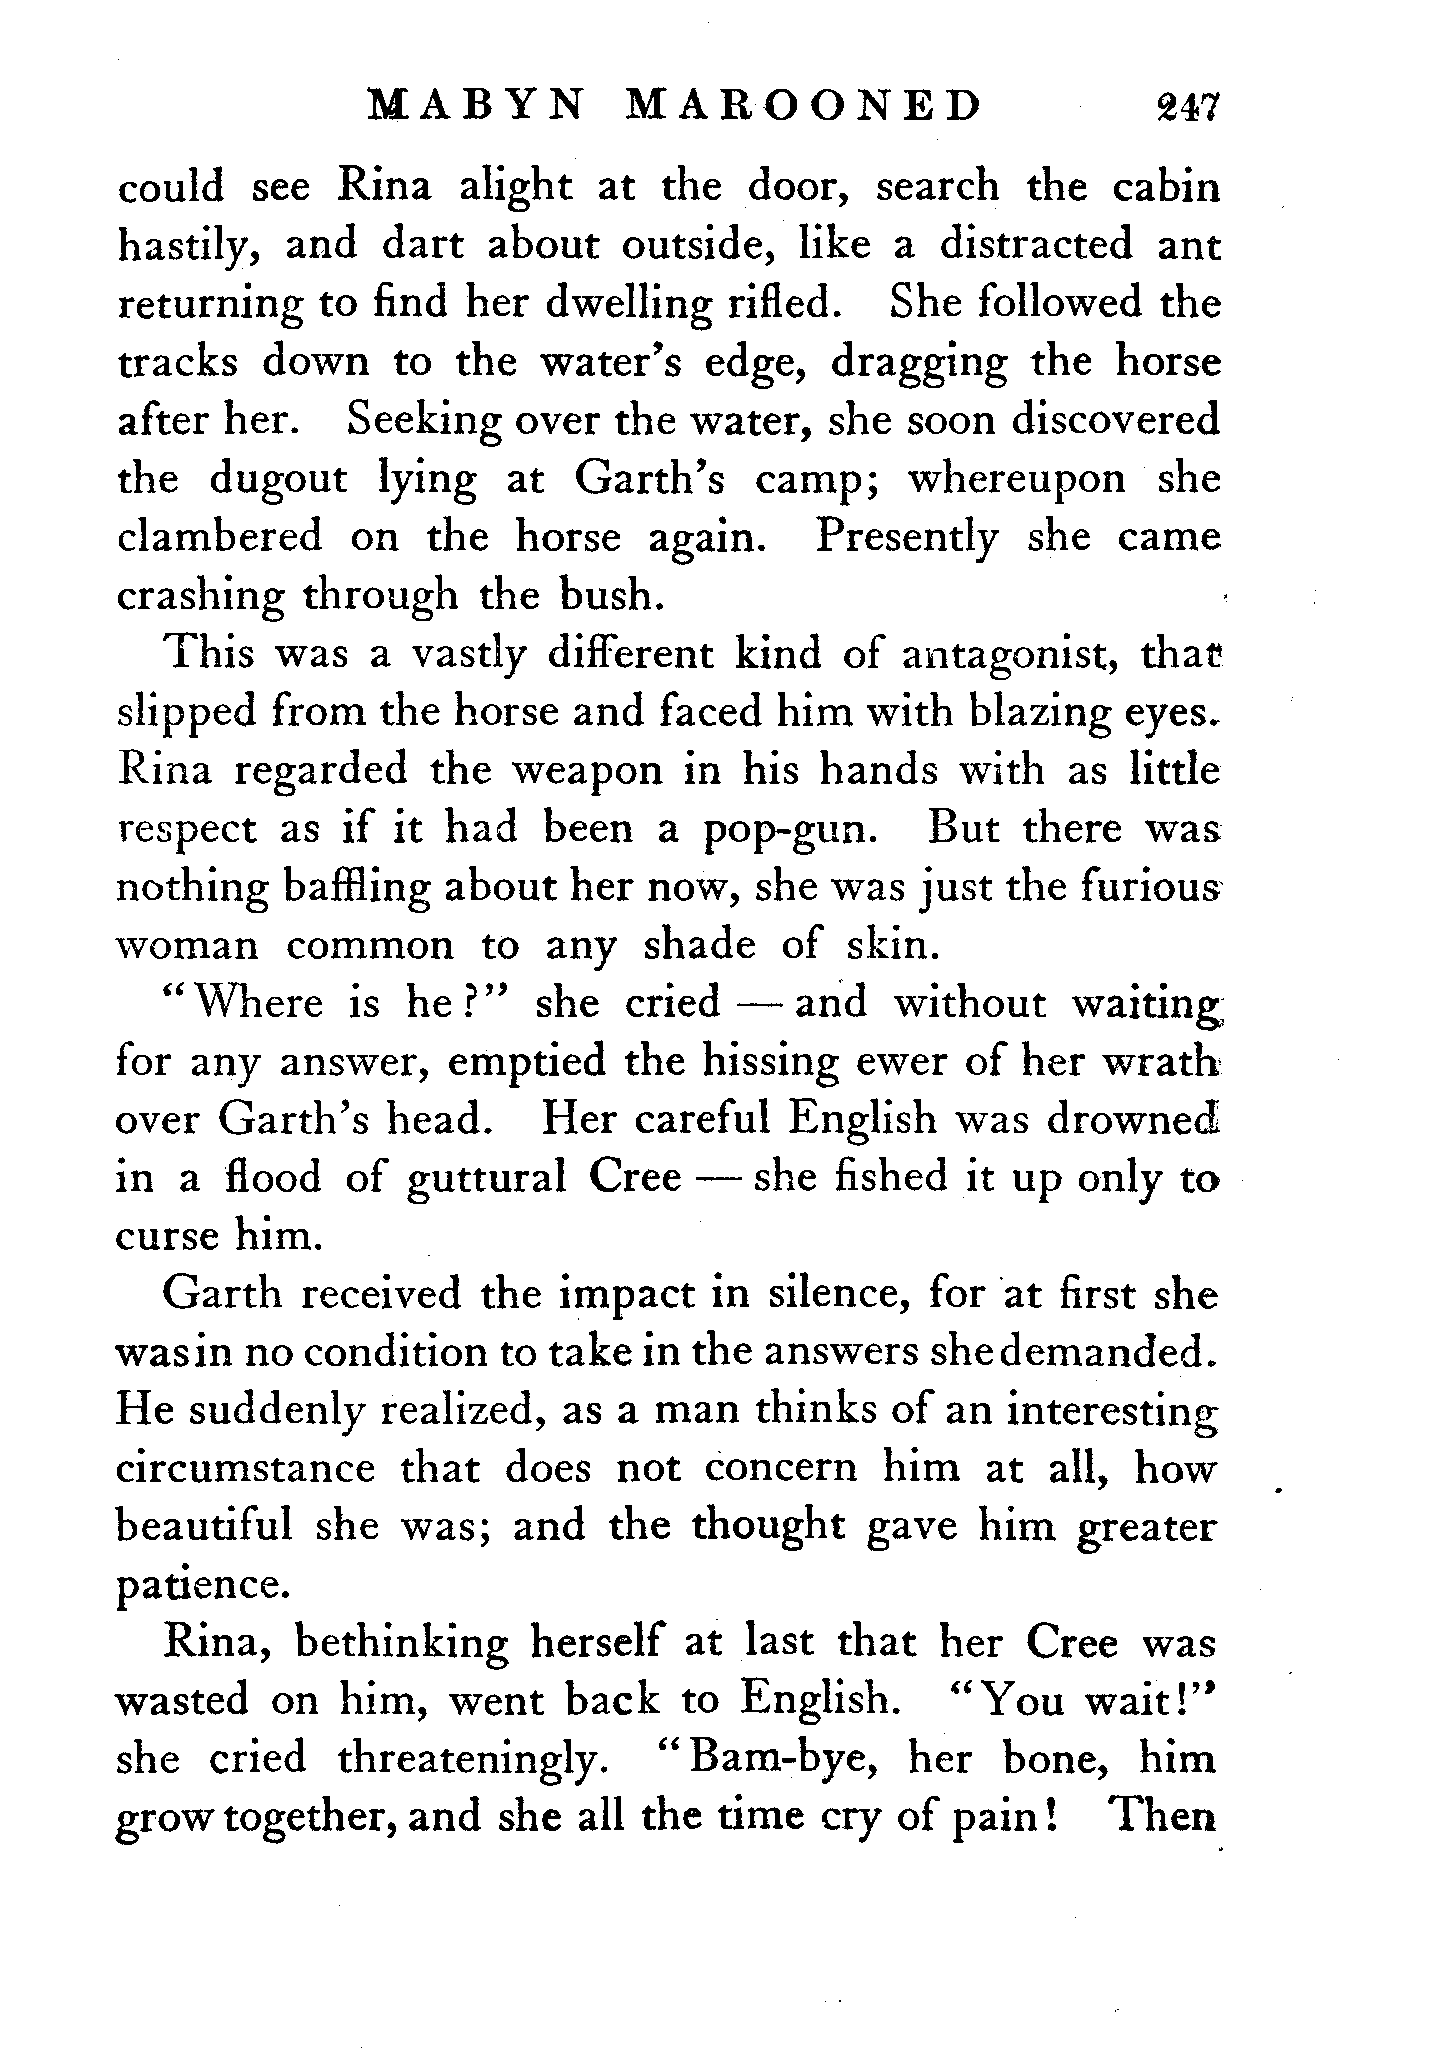 MABYN MAROONED 247
could see Rina alight at the door, search the cabin
hastily, and dart about outside, like a distracted ant
returning to find her dwelling rifled. She followed the
tracks down to the water's edge, dragging the horse
after her. Seeking over the water, she soon discovered
the dugout lying at Garth's camp; whereupon she
clambered on the horse again. Presently she came
crashing through the bush.
This was a vastly different kind of antagonist, that
slipped from the horse and faced him with blazing eyes.
Rina regarded the weapon in his hands with as little
respect as if it had been a pop-gun. But there was
nothing baffling about her now, she was just the furious
woman common to any shade of skin.
"Where is he?" she cried — and without waiting
for any answer, emptied the hissing ewer of her wrath
over Garth's head. Her careful English was drowned
in a flood of guttural Cree — she fished it up only to
curse him.
Garth received the impact in silence, for at first she
was in no condition to take in the answers she demanded.
He suddenly realized, as a man thinks of an interesting
circumstance that does not concern him at all, how
beautiful she was; and the thought gave him greater
patience.
Rina, bethinking herself at last that her Cree was
wasted on him, went back to English. "You wait!"
she cried threateningly. "Bam-bye, her bone, him
grow together, and she all the time cry of pain! Then